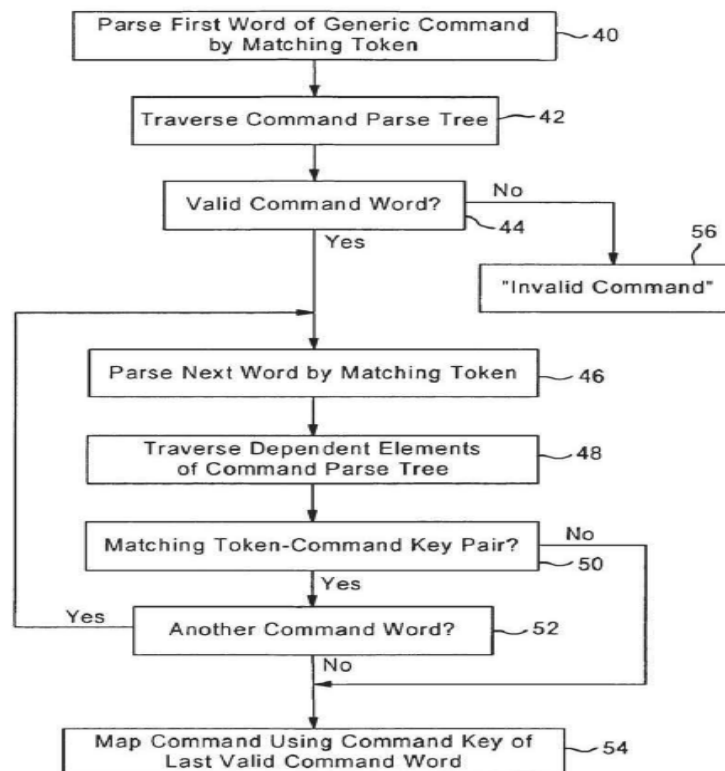 Parse First Word of Generic Command
by Matching Token
40
Traverse Command Parse Tree
42
Valid Command Word?
No
44
Yes
56
"Invalid Command"
Parse Next Word by Matching Token
46
Traverse Dependent Elements
of Command Parse Tree
48
Matching Token-Command Key Pair?
No
50
Yes
Yes
Another Command Word?
52
No
Map Command Using Command Key of
Last Valid Command Word
54